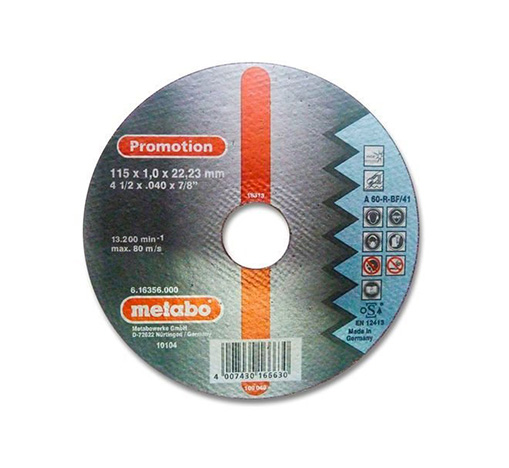 Promotion
115 x 1,0 x 22,23 mm
4 1/2 x .040 x 7/8"
A 60-R-BF/41
13.200 min-1
max. 80 m/s
6.16356.000
metabo
Metabowerke GmbH
D-72622 Nürtingen / Germany
10104
oSa
EN 12413
Made in Germany
4 007430 166630